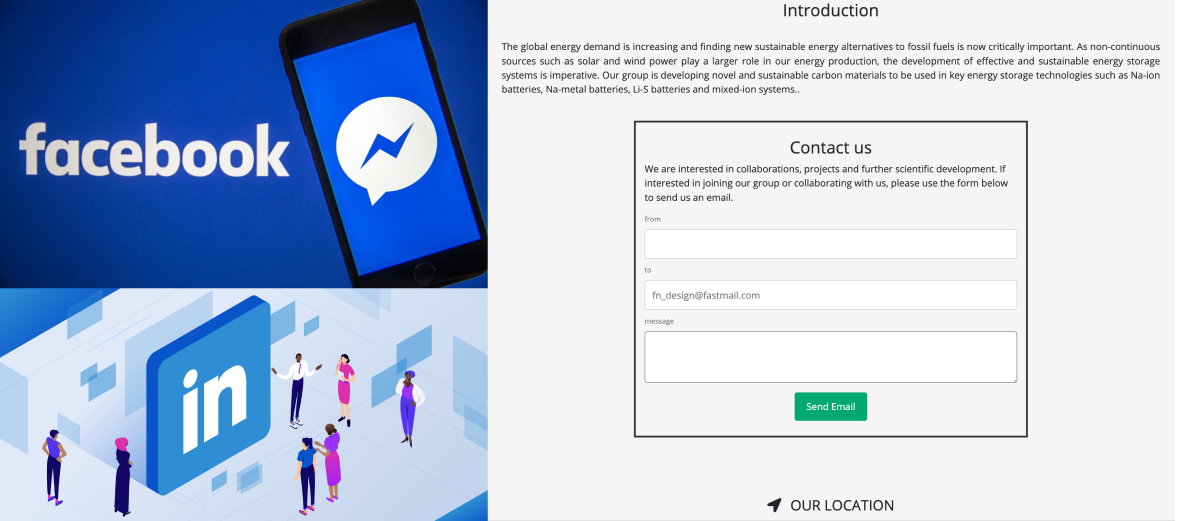 facebook
in
Introduction
The global energy demand is increasing and finding new sustainable energy alternatives to fossil fuels is now critically important. As non-continuous
sources such as solar and wind power play a larger role in our energy production, the development of effective and sustainable energy storage
systems is imperative. Our group is developing novel and sustainable carbon materials to be used in key energy storage technologies such as Na-ion
batteries, Na-metal batteries, Li-S batteries and mixed-ion systems..
Contact us
We are interested in collaborations, projects and further scientific development. If
interested in joining our group or collaborating with us, please use the form below
to send us an email.
from
to
fn_design@fastmail.com
message
Send Email
OUR LOCATION